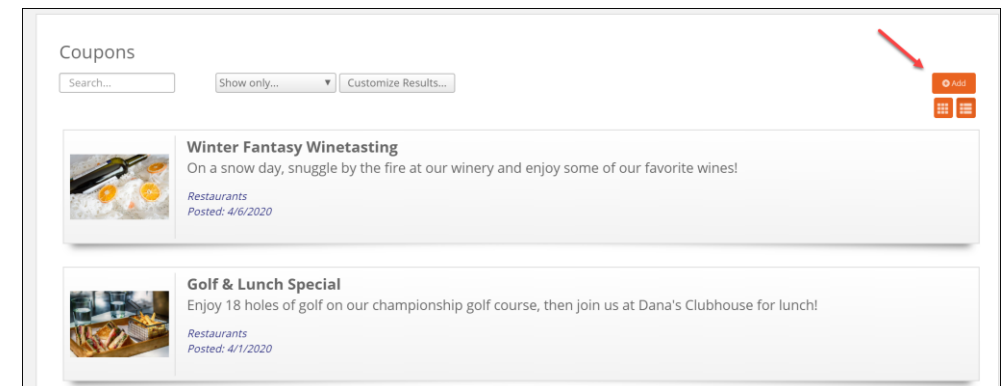 Coupons
Search...
Show only...
Customize Results...
Add
Winter Fantasy Winetasting
On a snow day, snuggle by the fire at our winery and enjoy some of our favorite wines!
Restaurants
Posted: 4/6/2020
Golf & Lunch Special
Enjoy 18 holes of golf on our championship golf course, then join us at Dana's Clubhouse for lunch!
Restaurants
Posted: 4/1/2020